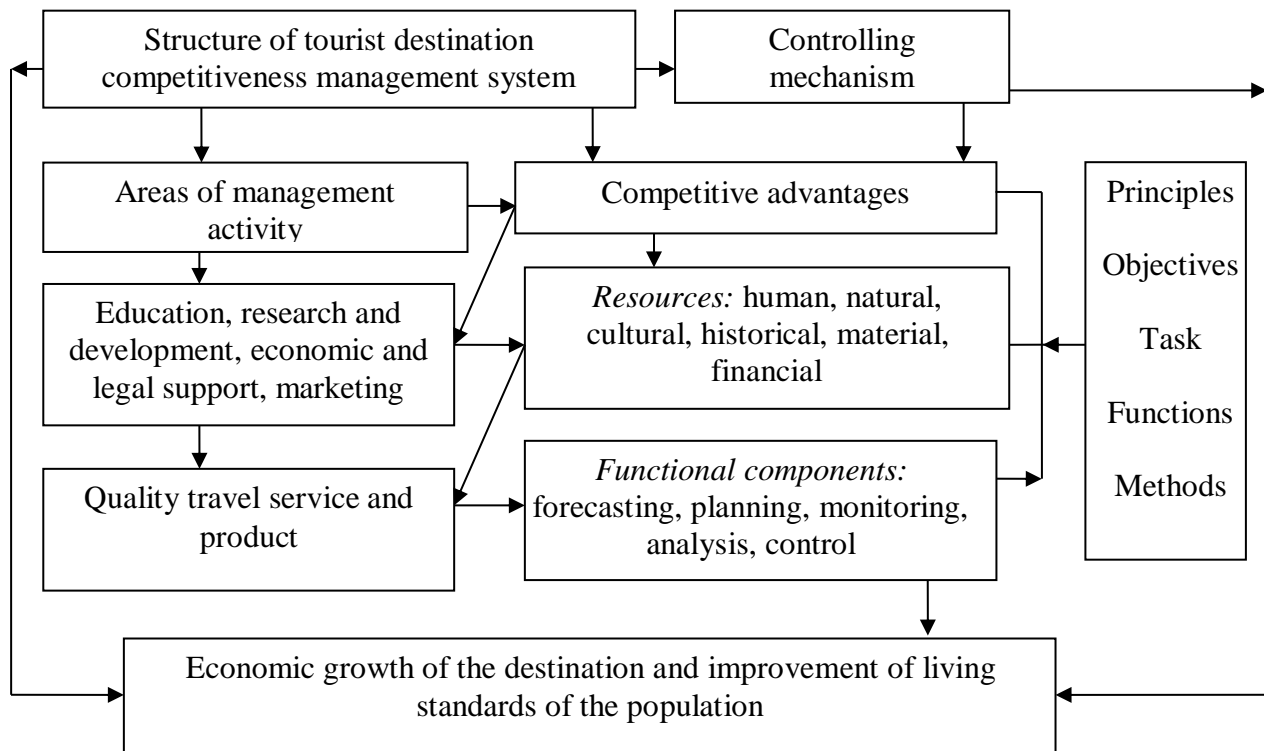 Structure of tourist destination
competitiveness management system
Controlling
mechanism
Areas of management
activity
Competitive advantages
Principles
Objectives
Task
Functions
Methods
Education, research and
development, economic and
legal support, marketing
Resources: human, natural,
cultural, historical, material,
financial
Quality travel service and
product
Functional components:
forecasting, planning, monitoring,
analysis, control
Economic growth of the destination and improvement of living
standards of the population